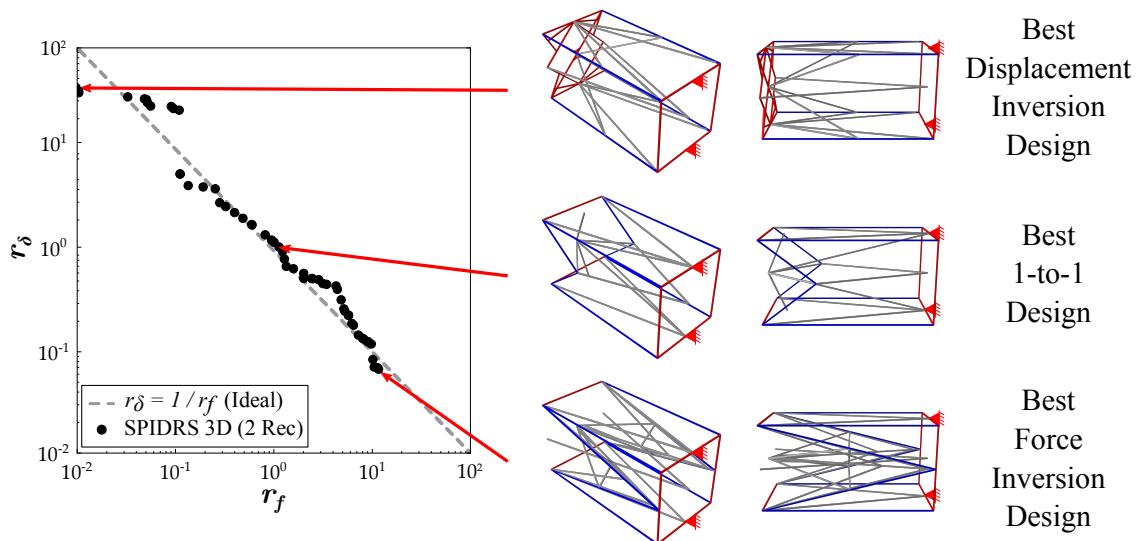 10²
10¹
10⁰
10⁻¹
10⁻²
r_δ
r_δ = 1/r_f (Ideal)
SPIDRS 3D (2 Rec)
10⁻² 10⁻¹ 10⁰ 10¹ 10²
r_f
Best
Displacement
Inversion
Design
Best
1-to-1
Design
Best
Force
Inversion
Design